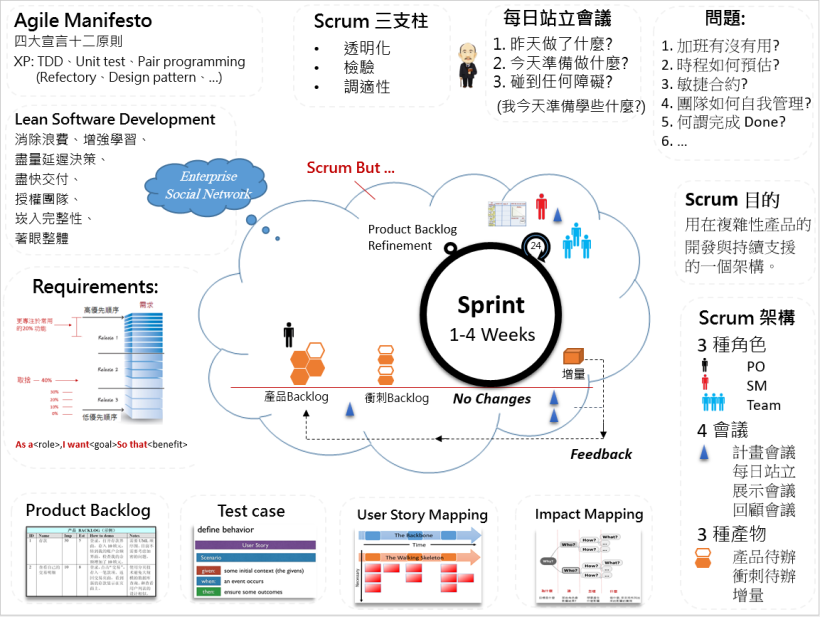 Agile Manifesto
四大宣言十二原則
XP: TDD、Unit test、Pair programming
(Refectory、Design pattern、...)
Scrum 三支柱
• 透明化
• 檢驗
• 調適性
每日站立會議
1. 昨天做了什麼?
2. 今天準備做什麼?
3. 碰到任何障礙?
(我今天準備學些什麼?)
問題:
1. 加班有沒有用?
2. 時程如何預估?
3. 敏捷合約?
4. 團隊如何自我管理?
5. 何謂完成 Done?
6. ...
Lean Software Development
消除浪費、增強學習、
盡量延遲決策、
盡快交付、
授權團隊、
崁入完整性、
著眼整體
Enterprise
Social Network
Scrum But ...
Product Backlog
Refinement
24
Sprint
1-4 Weeks
No Changes
產品Backlog
衝刺Backlog
增量
Feedback
Scrum 目的
用在複雜性產品的
開發與持續支援
的一個架構。
Requirements:
需求
高優先順序
更專注於常用
的20% 功能
Release 1
Release 2
取捨
40%
30%
20%
10%
0%
Release 3
低優先順序
As a<role>,I want<goal>So that<benefit>
Scrum 架構
3 種角色
PO
SM
Team
4 會議
計畫會議
每日站立
展示會議
回顧會議
3 種產物
產品待辦
衝刺待辦
增量
Product Backlog
ID Name Imp Est How to demo Notes
Test case
define behavior
User Story
Scenario
given: some initial context (the givens)
when: an event occurs
then: ensure some outcomes
User Story Mapping
The Backbone
Time
The Walking Skeleton
Necessity
Impact Mapping
Why?
Who?
Who?
How?
How?
How?
How?
What?
...
What?
...